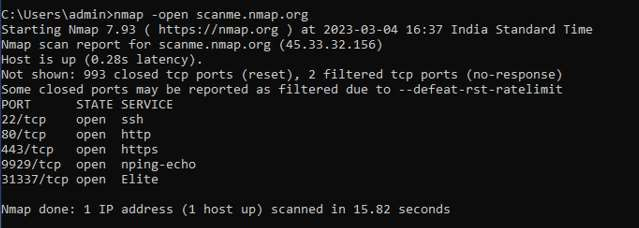 C:\Users\admin>nmap -open scanme.nmap.org
Starting Nmap 7.93 ( https://nmap.org ) at 2023-03-04 16:37 India Standard Time
Nmap scan report for scanme.nmap.org (45.33.32.156)
Host is up (0.28s latency).
Not shown: 993 closed tcp ports (reset), 2 filtered tcp ports (no-response)
Some closed ports may be reported as filtered due to --defeat-rst-ratelimit
PORT      STATE SERVICE
22/tcp    open  ssh
80/tcp    open  http
443/tcp   open  https
9929/tcp  open  nping-echo
31337/tcp open  Elite
Nmap done: 1 IP address (1 host up) scanned in 15.82 seconds